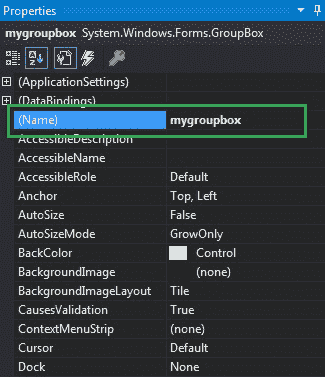 Properties
mygroupbox System.Windows.Forms.GroupBox
(ApplicationSettings)
(DataBindings)
(Name) mygroupbox
AccessibleDescription
AccessibleName
AccessibleRole Default
Anchor Top, Left
AutoSize False
AutoSizeMode GrowOnly
BackColor Control
BackgroundImage (none)
BackgroundImageLayout Tile
CausesValidation True
ContextMenuStrip (none)
Cursor Default
Dock None